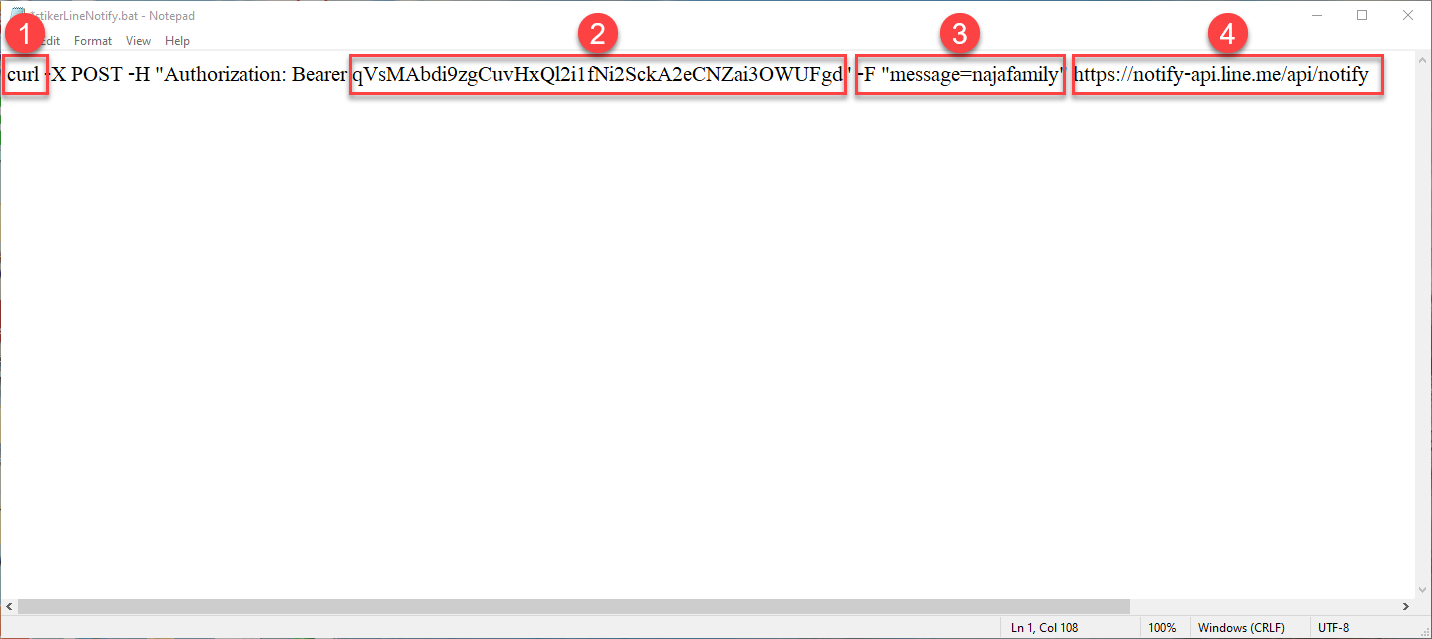 stikerLineNotify.bat - Notepad
1 2 3 4
Edit Format View Help
curl -X POST -H "Authorization: Bearer qVsMAbdi9zgCuvHxQl2i1fNi2SckA2eCNZai3OWUFgd" -F "message=najafamily" https://notify-api.line.me/api/notify
Ln 1, Col 108 100% Windows (CRLF) UTF-8